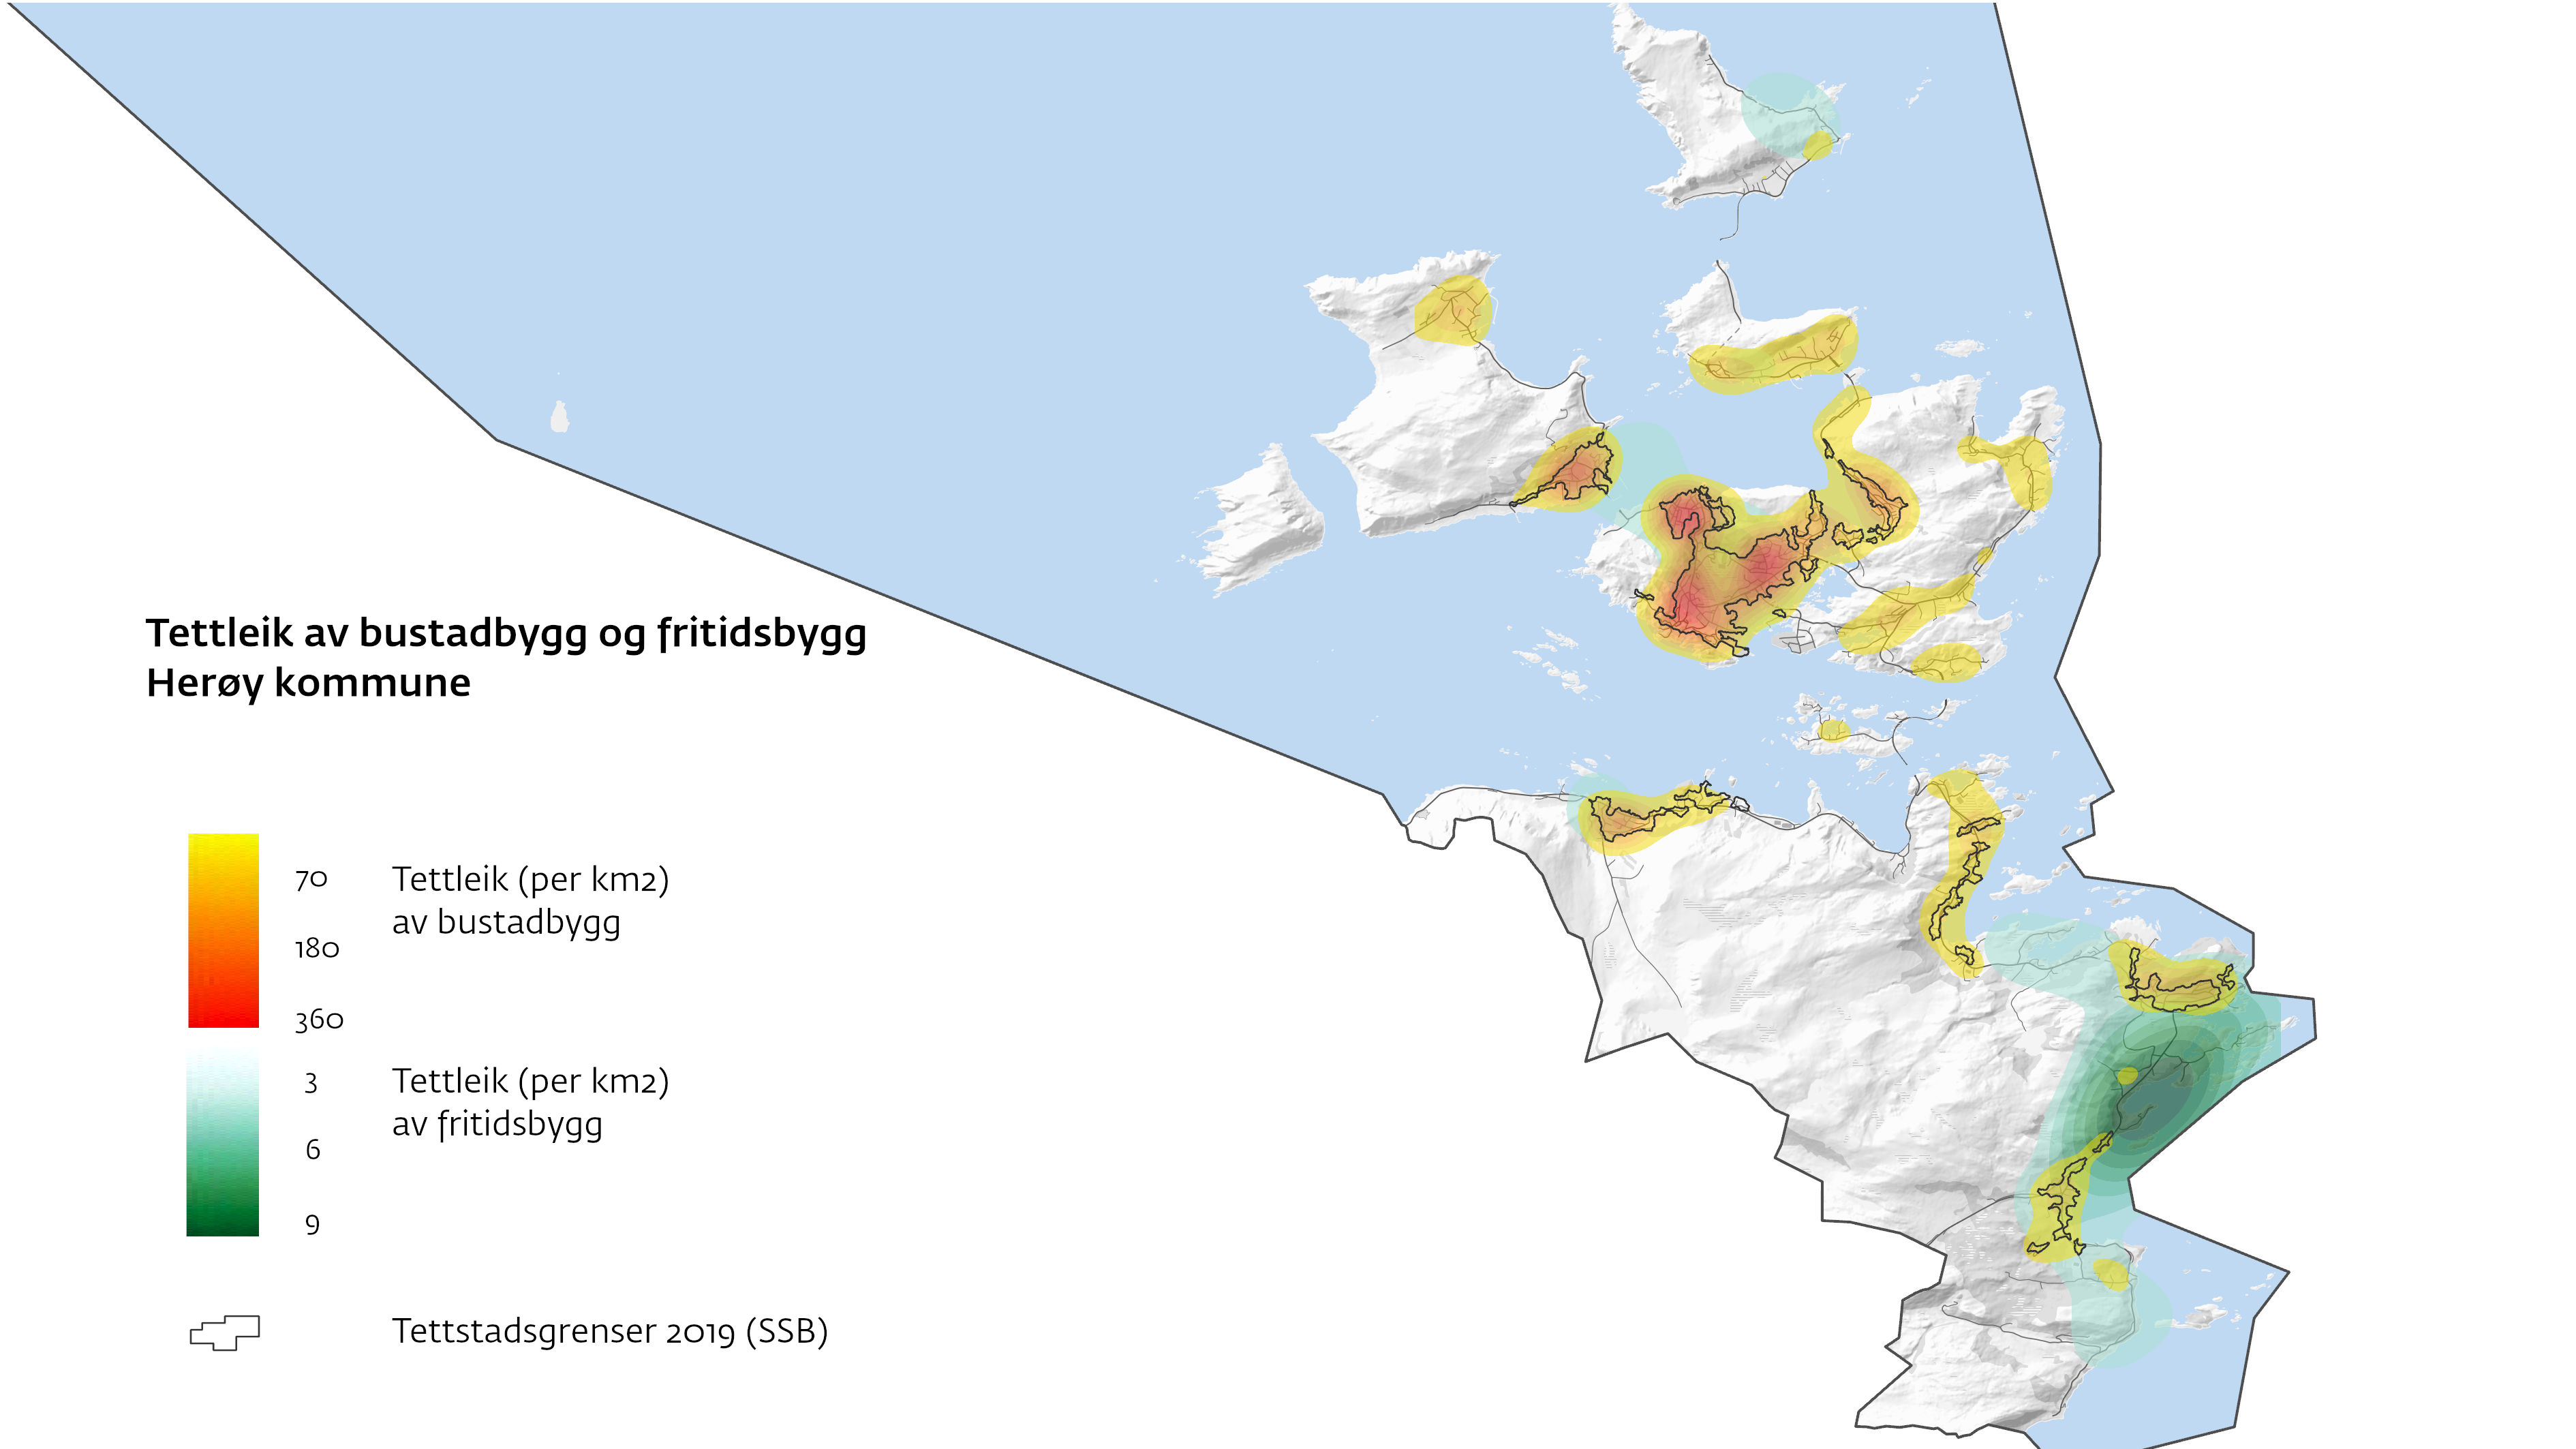 Tettleik av bustadbygg og fritidsbygg
Herøy kommune
70
180
360
Tettleik (per km2)
av bustadbygg
3
6
9
Tettleik (per km2)
av fritidsbygg
Tettstadsgrenser 2019 (SSB)